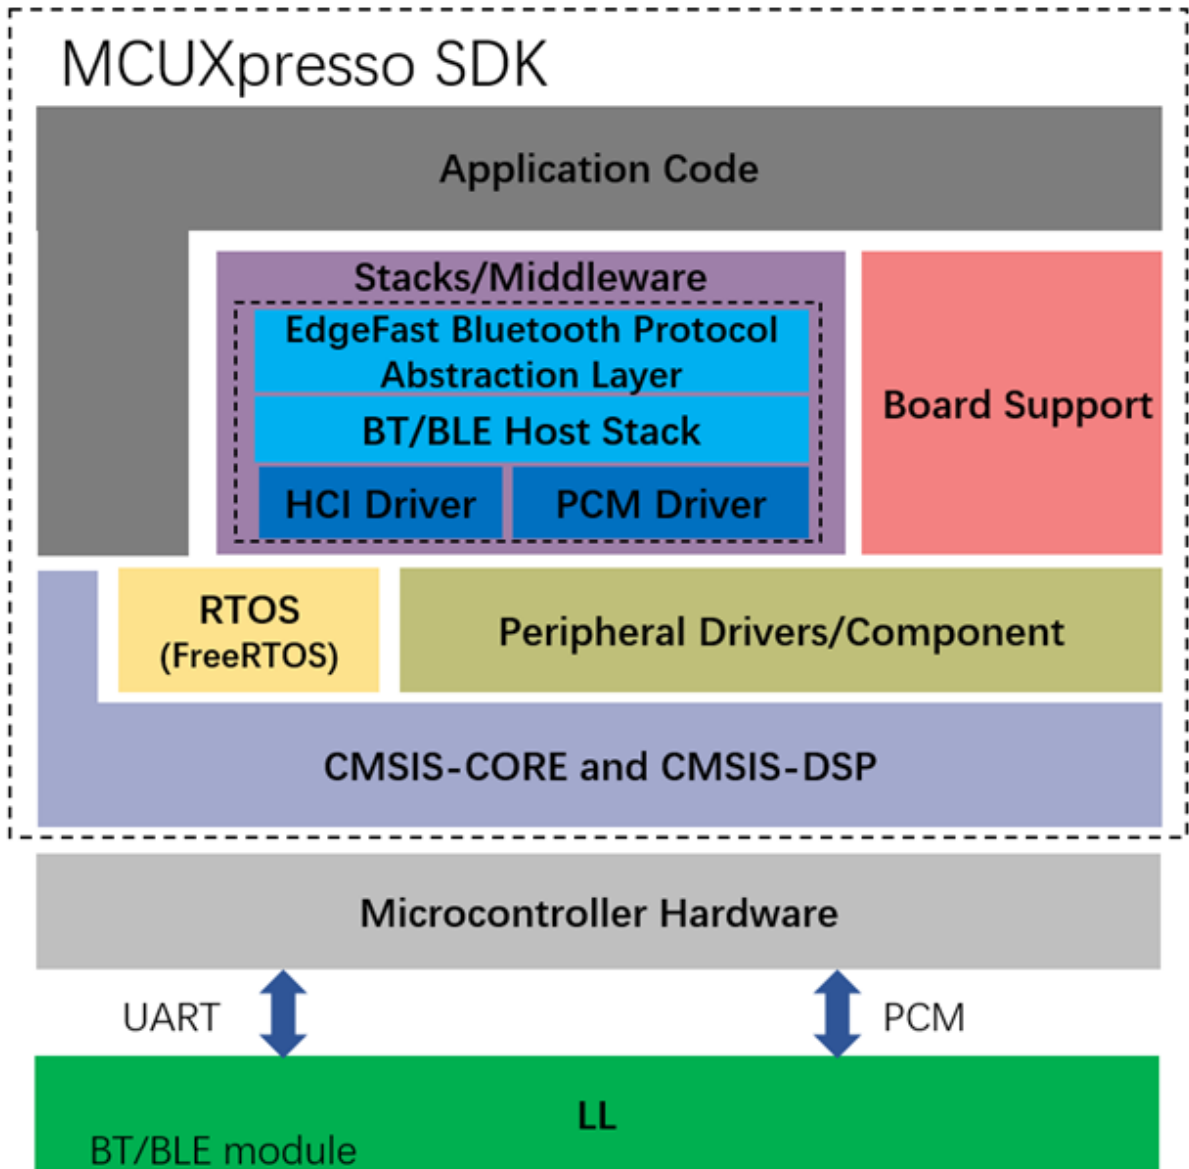 MCUXpresso SDK
Application Code
Stacks/Middleware
EdgeFast Bluetooth Protocol
Abstraction Layer
BT/BLE Host Stack
HCI Driver
PCM Driver
Board Support
RTOS
(FreeRTOS)
Peripheral Drivers/Component
CMSIS-CORE and CMSIS-DSP
Microcontroller Hardware
UART
PCM
LL
BT/BLE module